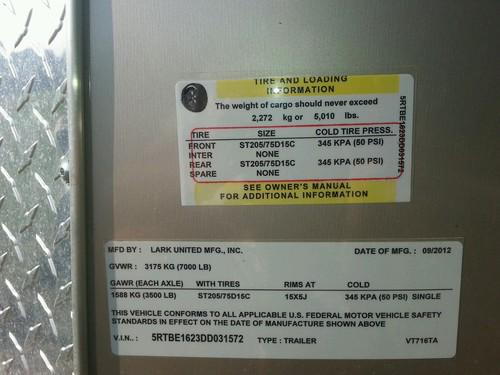 TIRE AND LOADING
INFORMATION
The weight of cargo should never exceed
2,272 kg or 5,010 lbs.
TIRE SIZE COLD TIRE PRESS.
FRONT ST205/75D15C 345 KPA (50 PSI)
INTER NONE
REAR ST205/75D15C 345 KPA (50 PSI)
SPARE NONE
SEE OWNER'S MANUAL
FOR ADDITIONAL INFORMATION
5RTBE1623DD031572
MFD BY : LARK UNITED MFG., INC. DATE OF MFG. : 09/2012
GVWR : 3175 KG (7000 LB)
GAWR (EACH AXLE) WITH TIRES RIMS AT COLD
1588 KG (3500 LB) ST205/75D15C 15X5J 345 KPA (50 PSI) SINGLE
THIS VEHICLE CONFORMS TO ALL APPLICABLE U.S. FEDERAL MOTOR VEHICLE SAFETY
STANDARDS IN EFFECT ON THE DATE OF MANUFACTURE SHOWN ABOVE
V.I.N.. : 5RTBE1623DD031572 TYPE : TRAILER VT716TA